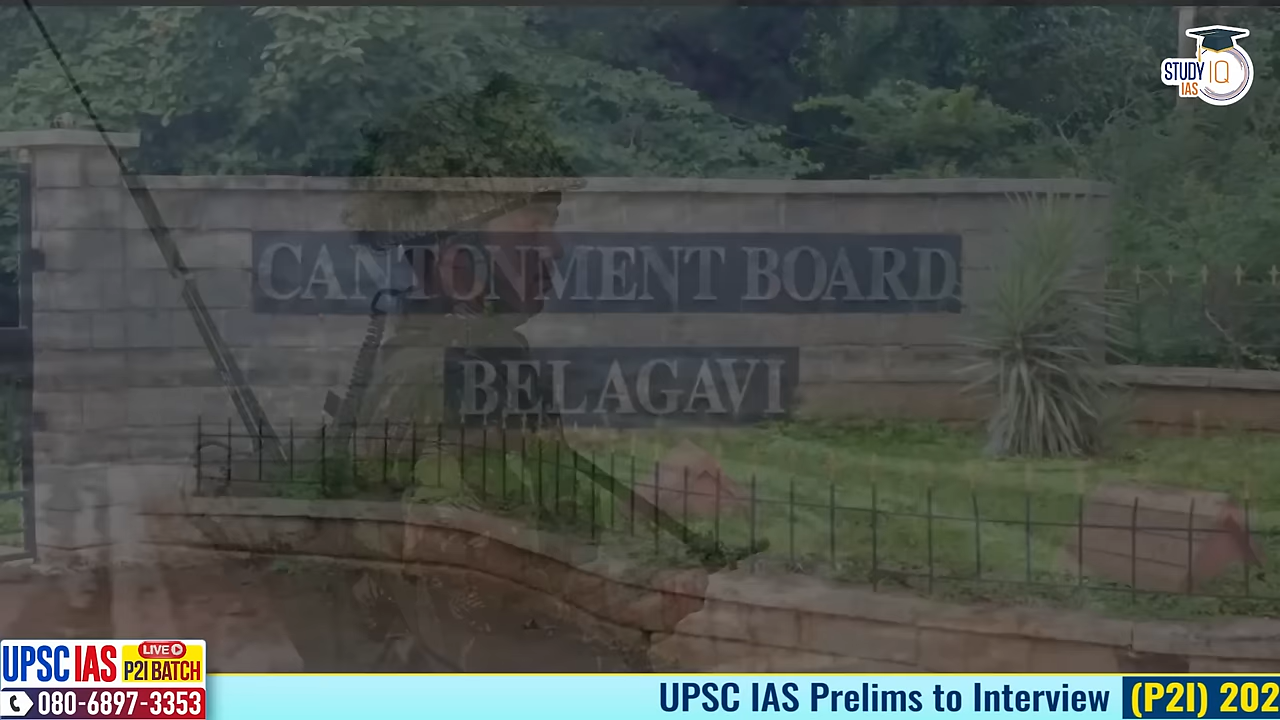 STUDY IQ
IAS
CANTONMENT BOARD
BELAGAVI
UPSC IAS
LIVE
P2I BATCH
080-6897-3353
UPSC IAS Prelims to Interview (P2I) 202